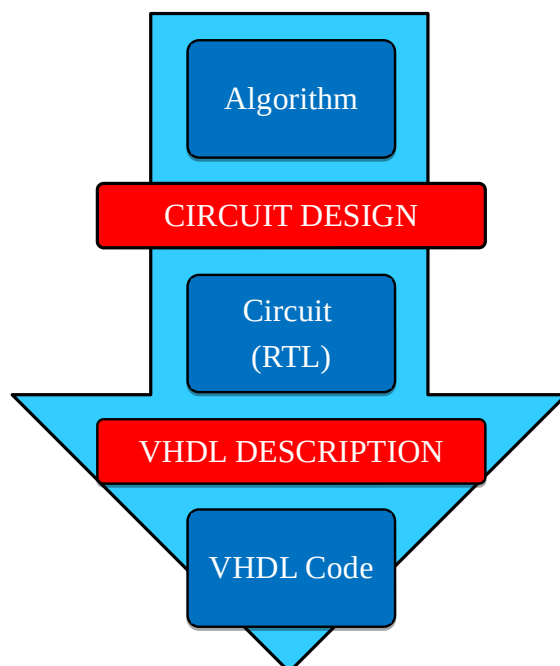 Algorithm
CIRCUIT DESIGN
Circuit
(RTL)
VHDL DESCRIPTION
VHDL Code